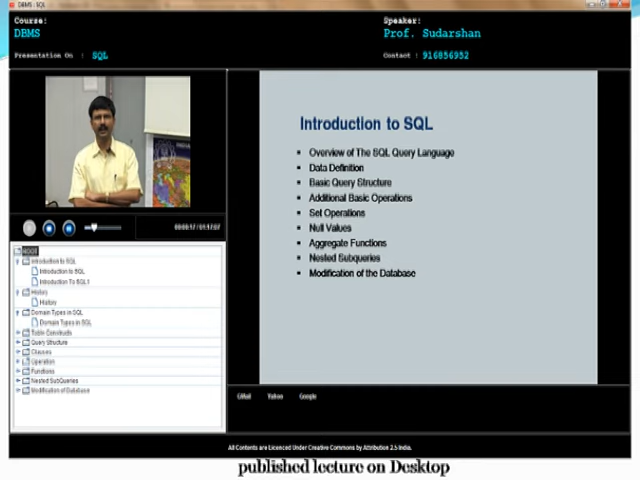 DBMS : SQL
Course:
DBMS
Speaker:
Prof. Sudarshan
Presentation On : SQL
Contact : 916856952
Introduction to SQL
Overview of The SQL Query Language
Data Definition
Basic Query Structure
Additional Basic Operations
Set Operations
Null Values
Aggregate Functions
Nested Subqueries
Modification of the Database
INDIA
ROOT
Introduction to SQL
Introduction to SQL
Introduction To SQL1
History
History
Domain Types in SQL
Domain Types in SQL
Table Constructs
Query Structure
Clauses
Operation
Functions
Nested SubQueries
Modification of Database
GMail Yahoo Google
All Contents are Licenced Under Creative Commons by Attribution 2.5 India.
published lecture on Desktop